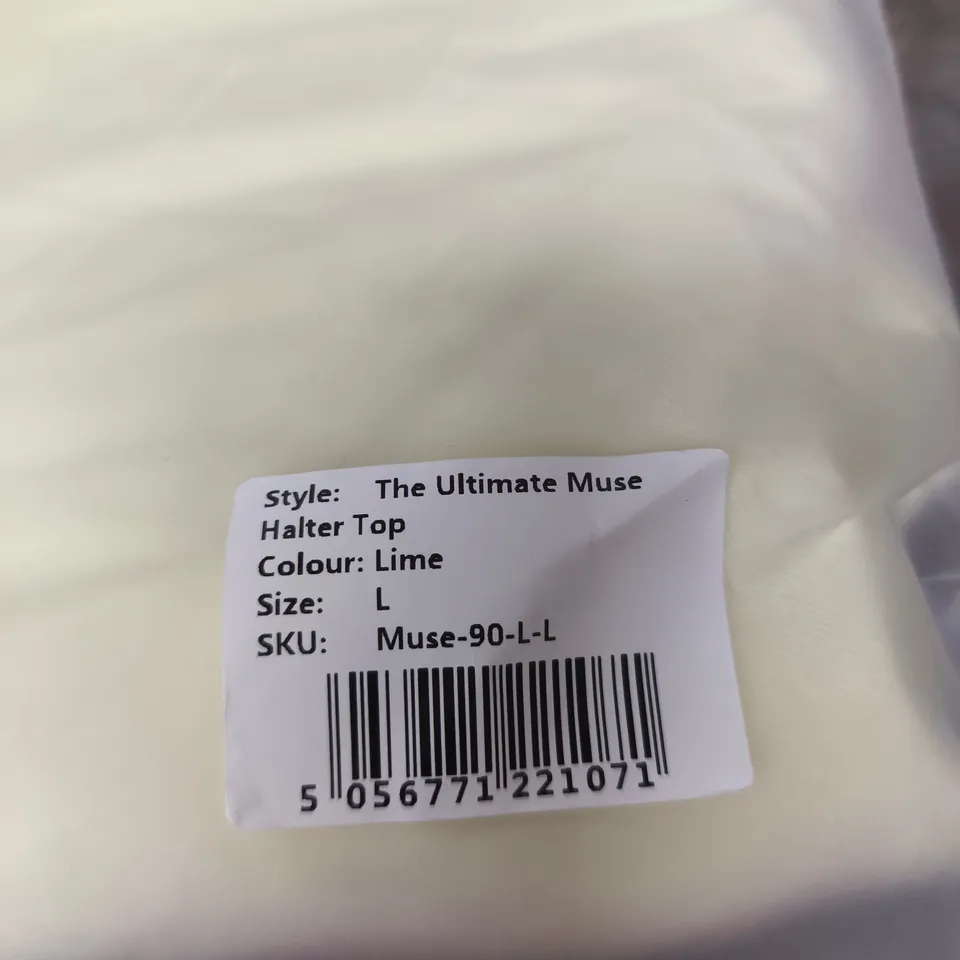 Style: The Ultimate Muse
Halter Top
Colour: Lime
Size: L
SKU: Muse-90-L-L
5 056771 221071